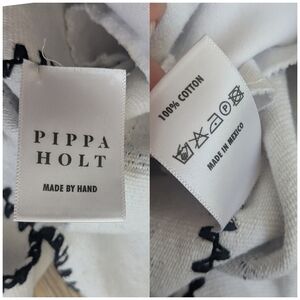 PIPPA
HOLT
MADE BY HAND
100% COTTON
MADE IN MEXICO